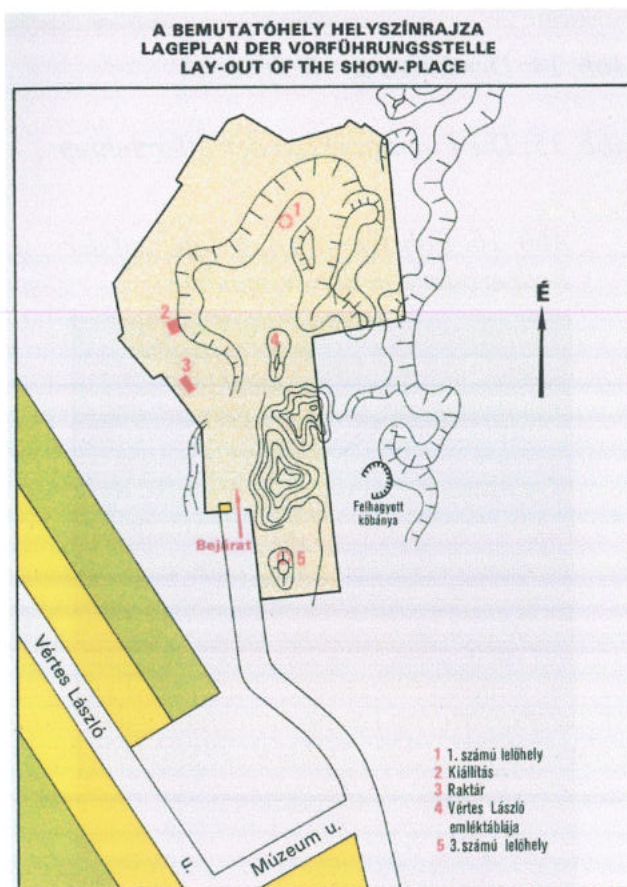 A BEMUTATÓHELY HELYSZÍNRAJZA
LAGEPLAN DER VORFÜHRUNGSSTELLE
LAY-OUT OF THE SHOW-PLACE
1
É
2
4
3
Felhagyott
kőbánya
Bejárat
5
Vértes László
u.
Múzeum u.
1 1. számú lelőhely
2 Kiállítás
3 Raktár
4 Vértes László
emléktáblája
5 3.számú lelőhely